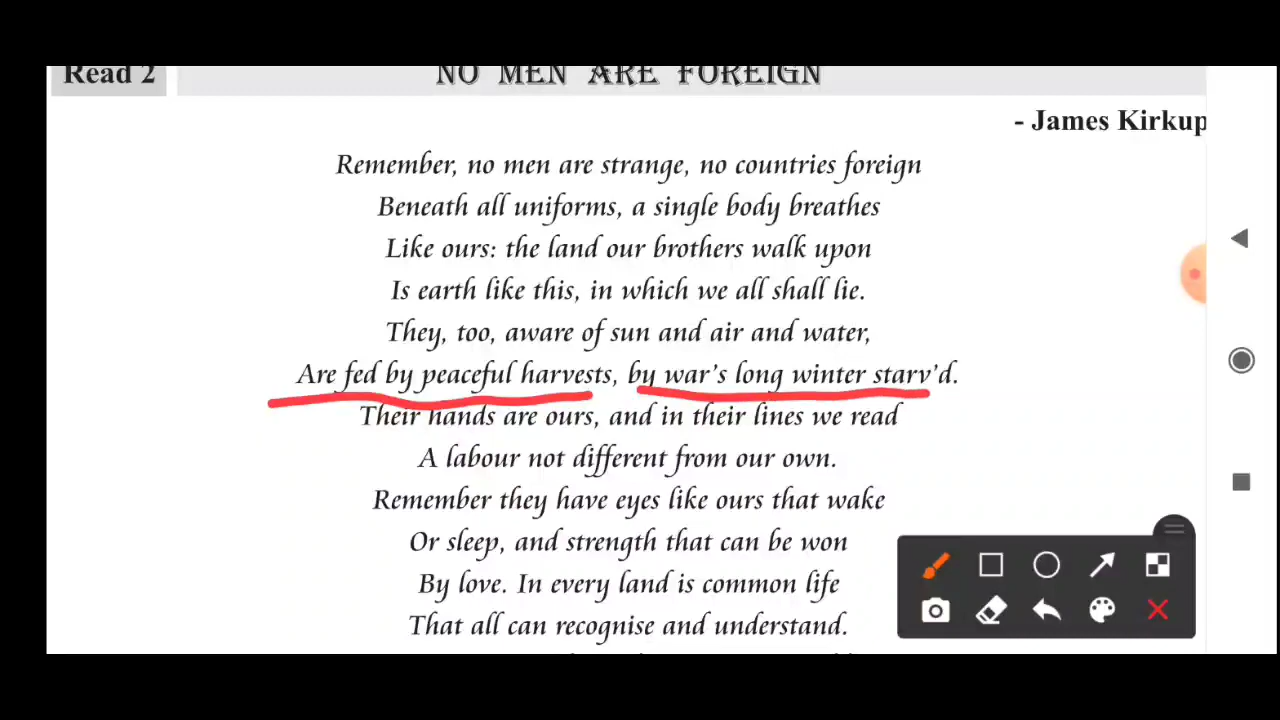 Read 2
NO MEN ARE FOREIGN
- James Kirkup
Remember, no men are strange, no countries foreign
Beneath all uniforms, a single body breathes
Like ours: the land our brothers walk upon
Is earth like this, in which we all shall lie.
They, too, aware of sun and air and water,
Are fed by peaceful harvests, by war's long winter starv'd.
Their hands are ours, and in their lines we read
A labour not different from our own.
Remember they have eyes like ours that wake
Or sleep, and strength that can be won
By love. In every land is common life
That all can recognise and understand.